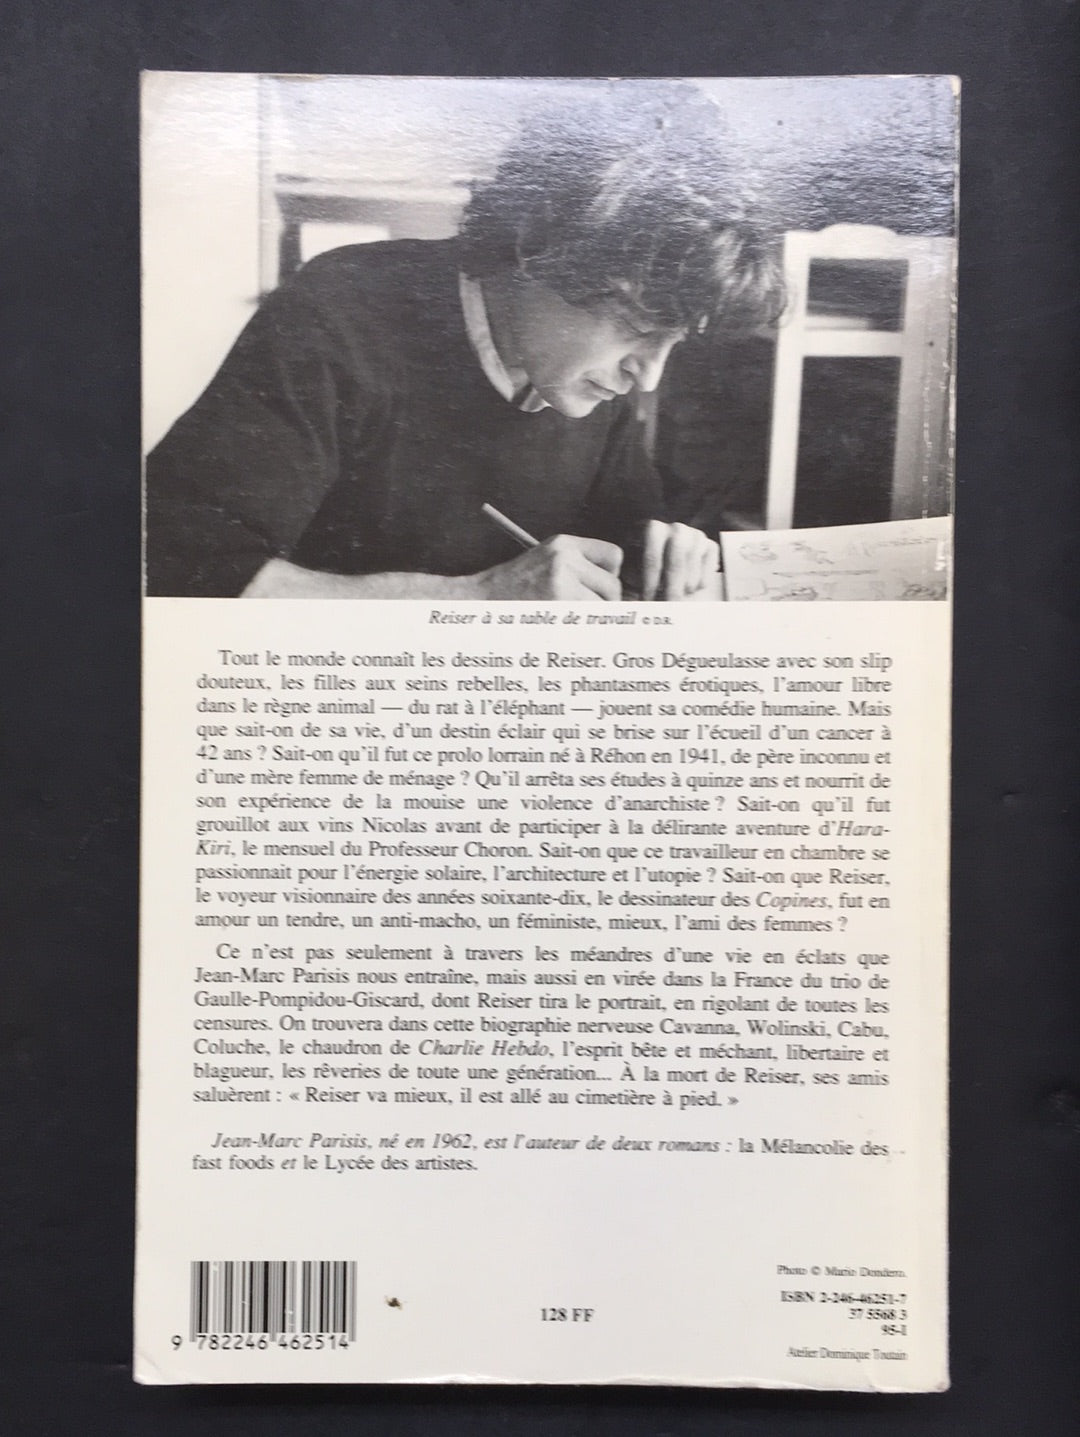 Reiser à sa table de travail © D.R.
Tout le monde connaît les dessins de Reiser. Gros Dégueulasse avec son slip
douteux, les filles aux seins rebelles, les phantasmes érotiques, l'amour libre
dans le règne animal — du rat à l'éléphant — jouent sa comédie humaine. Mais
que sait-on de sa vie, d'un destin éclair qui se brise sur l'écueil d'un cancer à
42 ans ? Sait-on qu'il fut ce prolo lorrain né à Réhon en 1941, de père inconnu et
d'une mère femme de ménage ? Qu'il arrêta ses études à quinze ans et nourrit de
son expérience de la mouise une violence d'anarchiste ? Sait-on qu'il fut
grouillot aux vins Nicolas avant de participer à la délirante aventure d'Hara-
Kiri, le mensuel du Professeur Choron. Sait-on que ce travailleur en chambre se
passionnait pour l'énergie solaire, l'architecture et l'utopie ? Sait-on que Reiser,
le voyeur visionnaire des années soixante-dix, le dessinateur des Copines, fut en
amour un tendre, un anti-macho, un féministe, mieux, l'ami des femmes ?
Ce n'est pas seulement à travers les méandres d'une vie en éclats que
Jean-Marc Parisis nous entraîne, mais aussi en virée dans la France du trio de
Gaulle-Pompidou-Giscard, dont Reiser tira le portrait, en rigolant de toutes les
censures. On trouvera dans cette biographie nerveuse Cavanna, Wolinski, Cabu,
Coluche, le chaudron de Charlie Hebdo, l'esprit bête et méchant, libertaire et
blagueur, les rêveries de toute une génération... À la mort de Reiser, ses amis
saluèrent : « Reiser va mieux, il est allé au cimetière à pied. »
Jean-Marc Parisis, né en 1962, est l'auteur de deux romans : la Mélancolie des
fast foods et le Lycée des artistes.
Photo © Mario Dondero.
ISBN 2-246-46251-7
37 5568 3
95-I
Atelier Dominique Toutain
128 FF
9 782246 462514